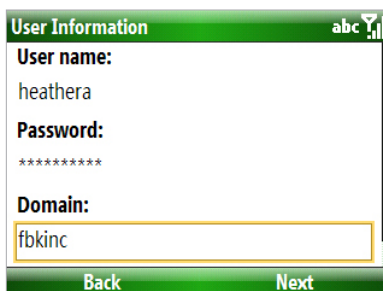 User Information abc
User name:
heathera
Password:
**********
Domain:
fbkinc
Back Next